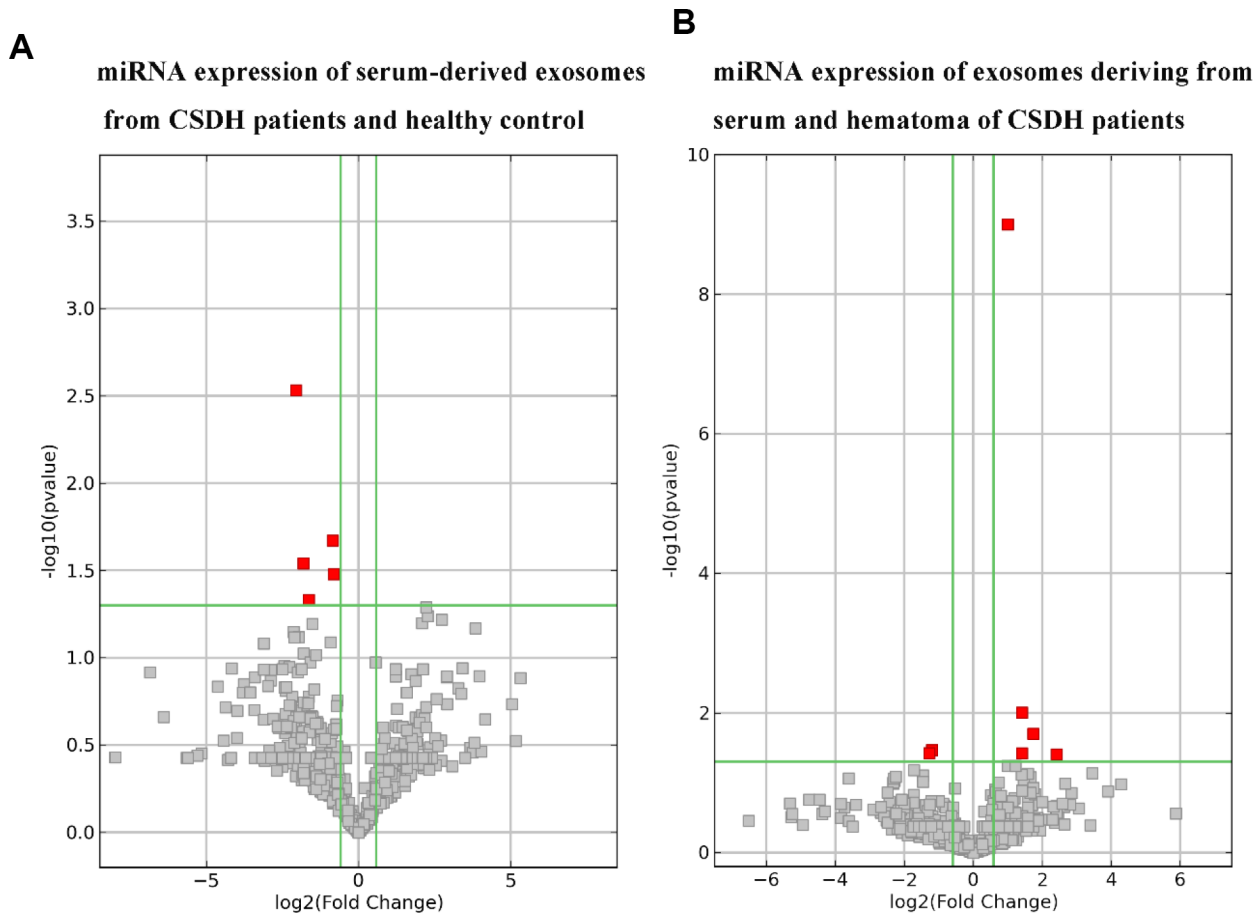 A
miRNA expression of serum-derived exosomes
from CSDH patients and healthy control
3.5
3.0
2.5
2.0
1.5
1.0
0.5
0.0
-log10(pvalue)
−5
0
5
log2(Fold Change)
B
miRNA expression of exosomes deriving from
serum and hematoma of CSDH patients
10
8
6
4
2
0
-log10(pvalue)
−6
−4
−2
0
2
4
6
log2(Fold Change)